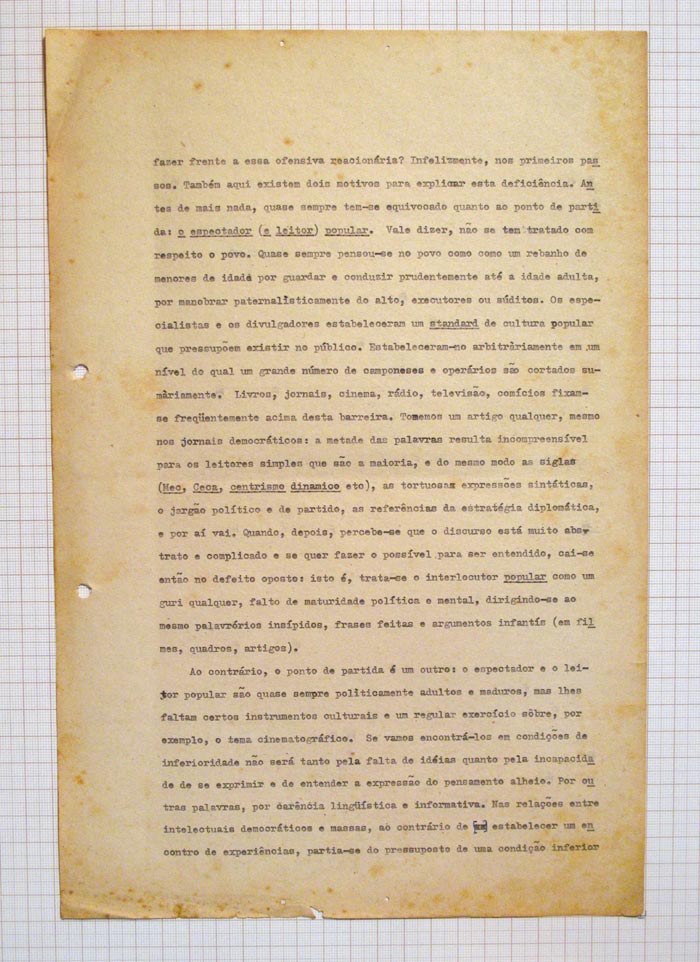 fazer frente a essa ofensiva reacionária? Infelizmente, nos primeiros pas
sos. Também aqui existem dois motivos para explicar esta deficiência. An
tes de mais nada, quase sempre tem-se equivocado quanto ao ponto de parti
da: o espectador (e leitor) popular. Vale dizer, não se tem tratado com
respeito o povo. Quase sempre pensou-se no povo como como um rebanho de
menores de idade por guardar e conduzir prudentemente até a idade adulta,
por manobrar paternalisticamente do alto, executores ou súditos. Os espe-
cialistas e os divulgadores estabeleceram um standard de cultura popular
que pressupõem existir no público. Estabeleceram-no arbitràriamente em um
nível do qual um grande número de camponeses e operários são cortados su-
màriamente. Livros, jornais, cinema, rádio, televisão, comícios fixam-
se freqüentemente acima desta barreira. Tomemos um artigo qualquer, mesmo
nos jornais democráticos: a metade das palavras resulta incompreensível
para os leitores simples que são a maioria, e do mesmo modo as siglas
(Mec, Ceca, centrismo dinamico etc), as tortuosas expressões sintáticas,
o jargão político e de partido, as referências da estratégia diplomática,
e por aí vai. Quando, depois, percebe-se que o discurso está muito abs-
trato e complicado e se quer fazer o possível para ser entendido, cai-se
então no defeito oposto: isto é, trata-se o interlocutor popular como um
guri qualquer, falto de maturidade política e mental, dirigindo-se ao
mesmo palavrórios insípidos, frases feitas e argumentos infantís (em fil
mes, quadros, artigos).
Ao contrário, o ponto de partida é um outro: o espectador e o lei-
tor popular são quase sempre politicamente adultos e maduros, mas lhes
faltam certos instrumentos culturais e um regular exercício sôbre, por
exemplo, o tema cinematográfico. Se vamos encontrá-los em condições de
inferioridade não será tanto pela falta de idéias quanto pela incapacida
de de se exprimir e de entender a expressão do pensamento alheio. Por ou
tras palavras, por carência lingüística e informativa. Nas relações entre
intelectuais democráticos e massas, ao contrário de estabelecer um en
contro de experiências, partia-se do pressuposto de uma condição inferior